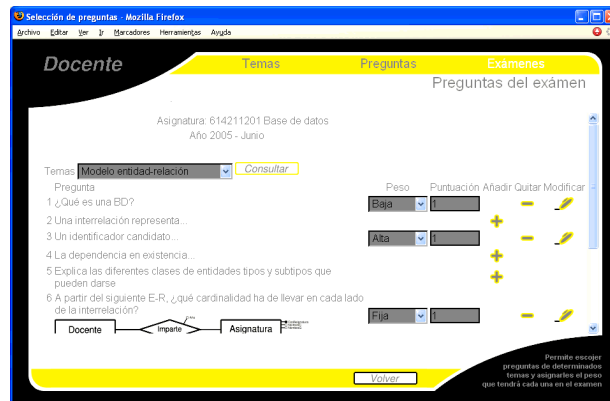 Selección de preguntas - Mozilla Firefox
Archivo Editar Ver Ir Marcadores Herramientas Ayuda
Docente Temas Preguntas Exámenes
Preguntas del exámen
Asignatura: 614211201 Base de datos
Año 2005 - Junio
Temas Modelo entidad-relación Consultar
Pregunta Peso Puntuación Añadir Quitar Modificar
1 ¿Qué es una BD? Baja 1
2 Una interrelación representa...
3 Un identificador candidato... Alta 1
4 La dependencia en existencia...
5 Explica las diferentes clases de entidades tipos y subtipos que
pueden darse
6 A partir del siguiente E-R, ¿qué cardinalidad ha de llevar en cada lado
de la interrelación? Fija 1
Docente Imparte Asignatura
Volver
Permite escojer
preguntas de determinados
temas y asignarles el peso
que tendrá cada una en el examen